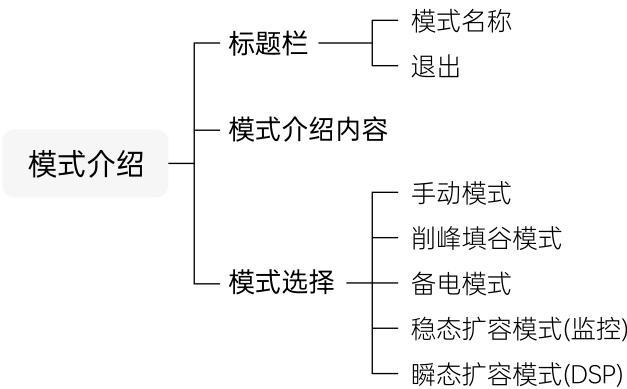 模式介绍
标题栏
模式名称
退出
模式介绍内容
模式选择
手动模式
削峰填谷模式
备电模式
稳态扩容模式(监控)
瞬态扩容模式(DSP)